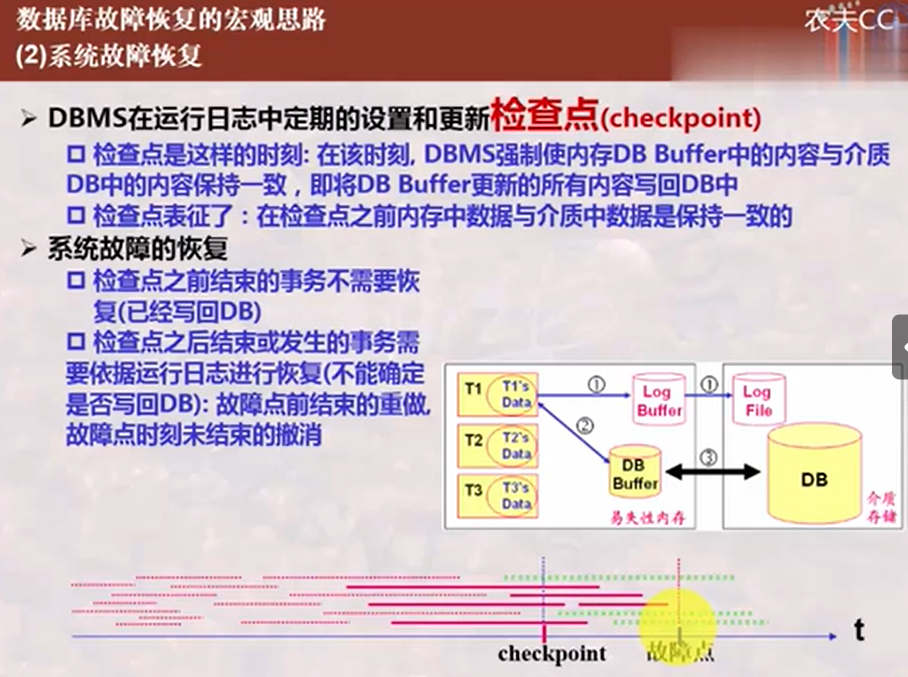 数据库故障恢复的宏观思路
农夫CC
(2)系统故障恢复
➢ DBMS在运行日志中定期的设置和更新检查点(checkpoint)
□ 检查点是这样的时刻: 在该时刻, DBMS强制使内存DB Buffer中的内容与介质
DB中的内容保持一致，即将DB Buffer更新的所有内容写回DB中
□ 检查点表征了：在检查点之前内存中数据与介质中数据是保持一致的
➢ 系统故障的恢复
□ 检查点之前结束的事务不需要恢
复(已经写回DB)
□ 检查点之后结束或发生的事务需
要依据运行日志进行恢复(不能确定
是否写回DB): 故障点前结束的重做,
故障点时刻未结束的撤消
T1
T1's
Data
①
Log
Buffer
①
Log
File
②
T2
T2's
Data
DB
Buffer
③
DB
T3
T3's
Data
易失性内存
介质
存储
t
checkpoint
故障点